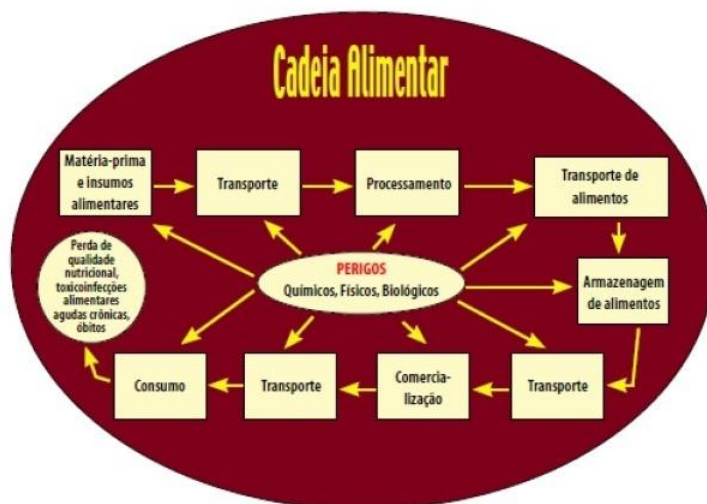 Cadeia Alimentar
Matéria-prima
e insumos
alimentares
Transporte
Processamento
Transporte de
alimentos
Perda de
qualidade
nutricional,
toxicoinfecções
alimentares
agudas crônicas,
óbitos
PERIGOS
Químicos, Físicos, Biológicos
Armazenagem
de alimentos
Consumo
Transporte
Comercia-
lização
Transporte